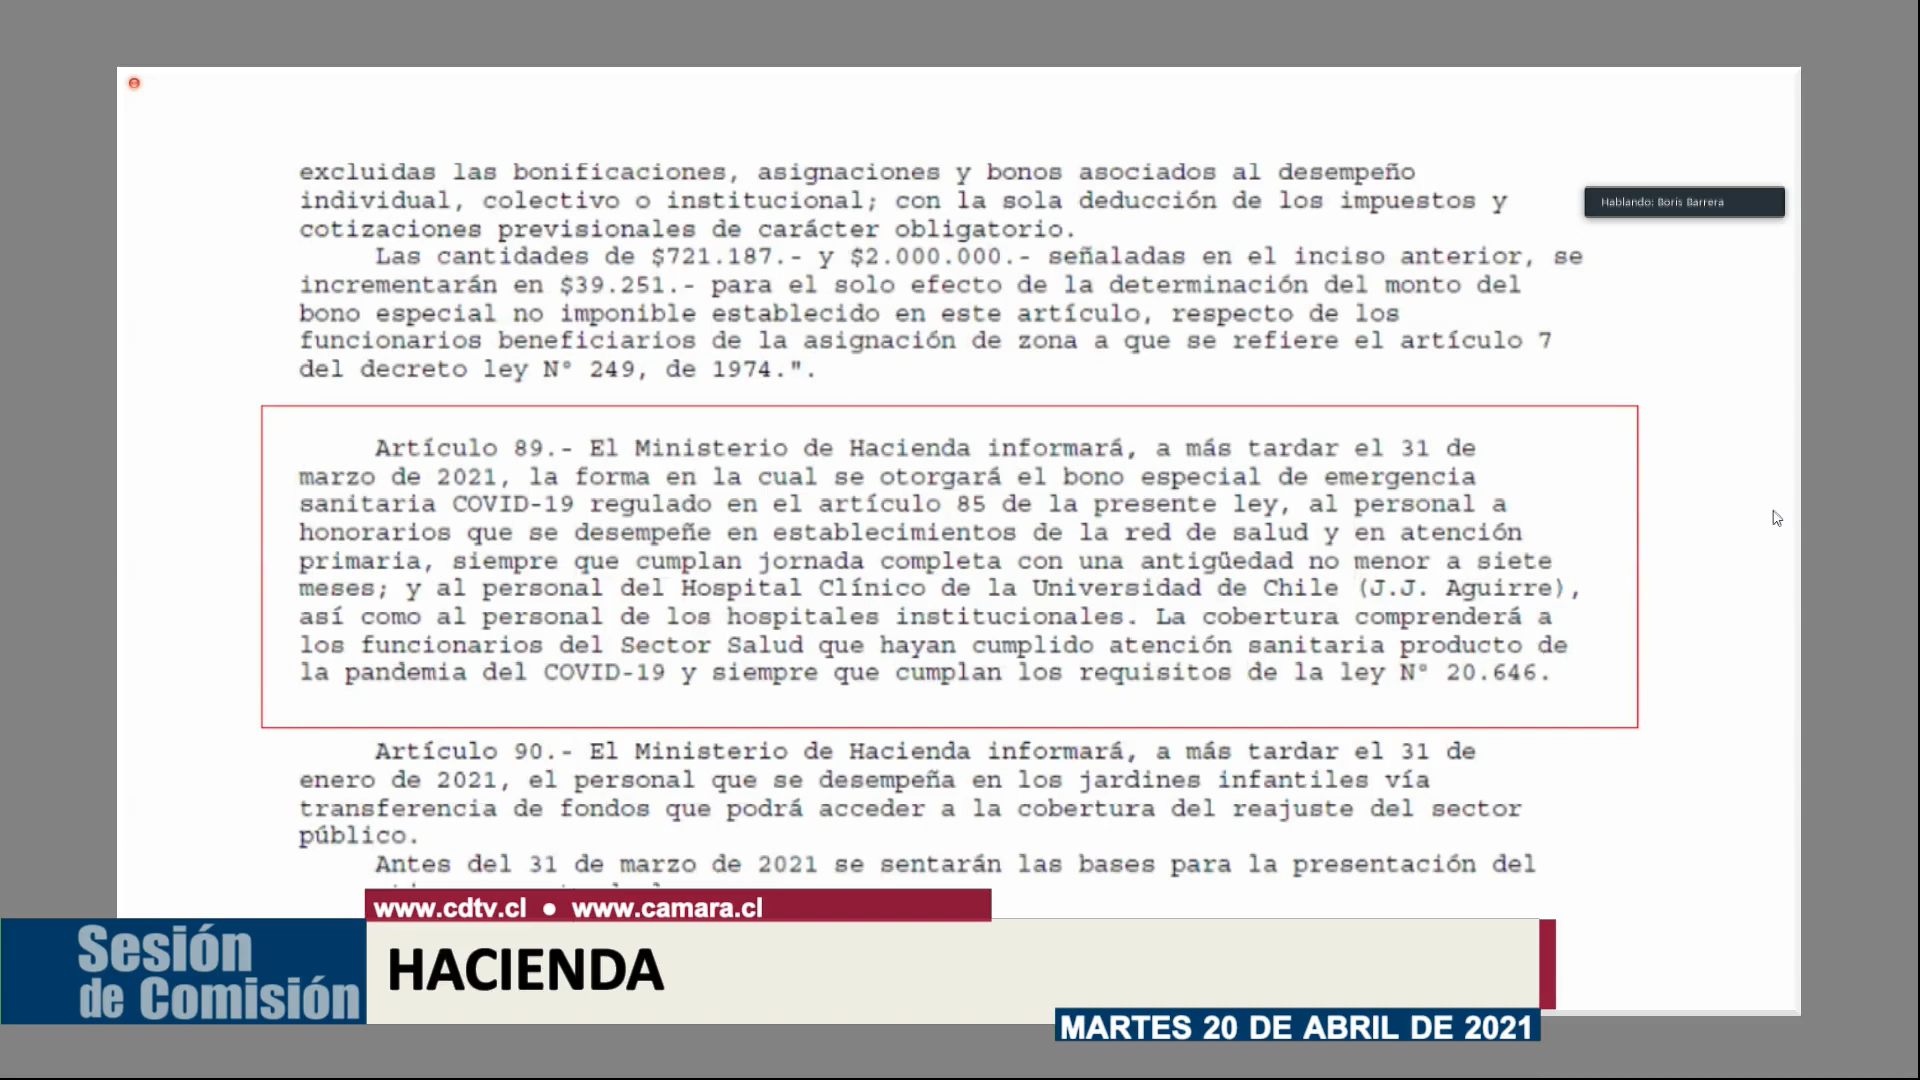 excluidas las bonificaciones, asignaciones y bonos asociados al desempeño
individual, colectivo o institucional; con la sola deducción de los impuestos y
cotizaciones previsionales de carácter obligatorio.
Las cantidades de $721.187.- y $2.000.000.- señaladas en el inciso anterior, se
incrementarán en $39.251.- para el solo efecto de la determinación del monto del
bono especial no imponible establecido en este artículo, respecto de los
funcionarios beneficiarios de la asignación de zona a que se refiere el artículo 7
del decreto ley N° 249, de 1974.".
Hablando: Boris Barrera
Artículo 89.- El Ministerio de Hacienda informará, a más tardar el 31 de
marzo de 2021, la forma en la cual se otorgará el bono especial de emergencia
sanitaria COVID-19 regulado en el artículo 85 de la presente ley, al personal a
honorarios que se desempeñe en establecimientos de la red de salud y en atención
primaria, siempre que cumplan jornada completa con una antigüedad no menor a siete
meses; y al personal del Hospital Clínico de la Universidad de Chile (J.J. Aguirre),
así como al personal de los hospitales institucionales. La cobertura comprenderá a
los funcionarios del Sector Salud que hayan cumplido atención sanitaria producto de
la pandemia del COVID-19 y siempre que cumplan los requisitos de la ley N° 20.646.
Artículo 90.- El Ministerio de Hacienda informará, a más tardar el 31 de
enero de 2021, el personal que se desempeña en los jardines infantiles vía
transferencia de fondos que podrá acceder a la cobertura del reajuste del sector
público.
Antes del 31 de marzo de 2021 se sentarán las bases para la presentación del
www.cdtv.cl ● www.camara.cl
Sesión
de Comisión
HACIENDA
MARTES 20 DE ABRIL DE 2021